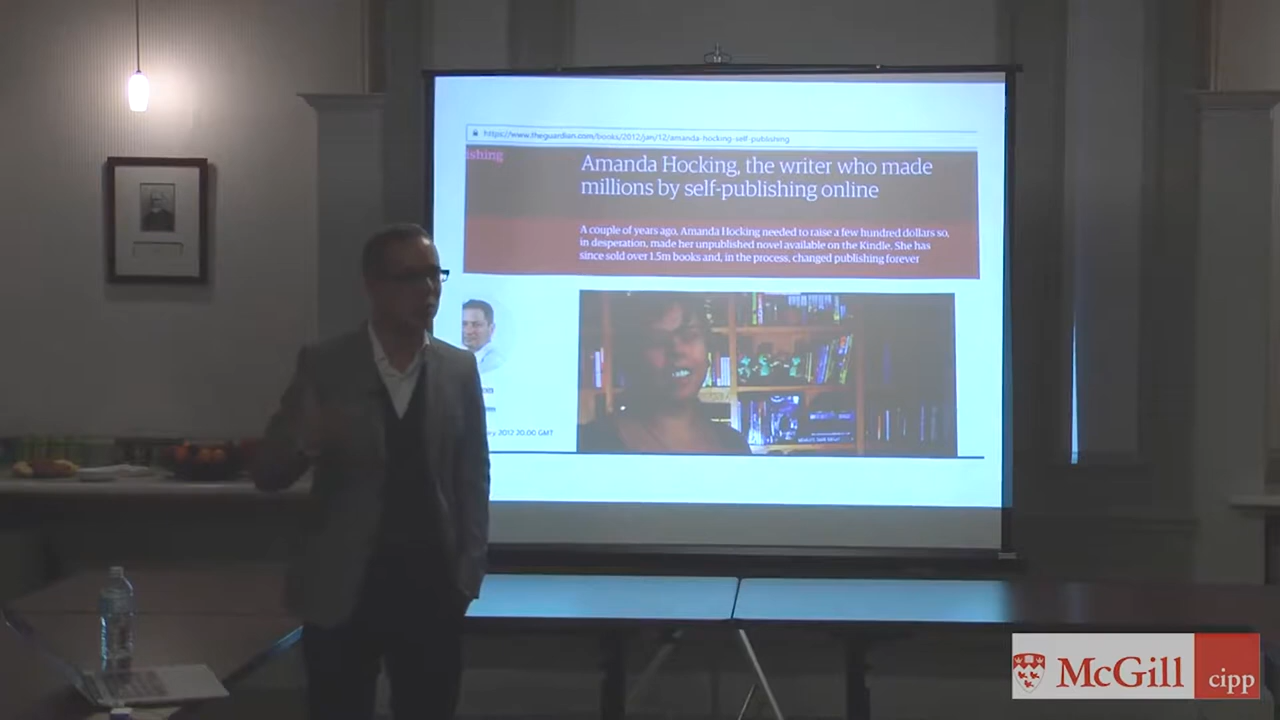 https://www.theguardian.com/books/2012/jan/12/amanda-hocking-self-publishing
ishing
Amanda Hocking, the writer who made
millions by self-publishing online
A couple of years ago, Amanda Hocking needed to raise a few hundred dollars so,
in desperation, made her unpublished novel available on the Kindle. She has
since sold over 1.5m books and, in the process, changed publishing forever
2012 20.00 GMT
McGill
cipp